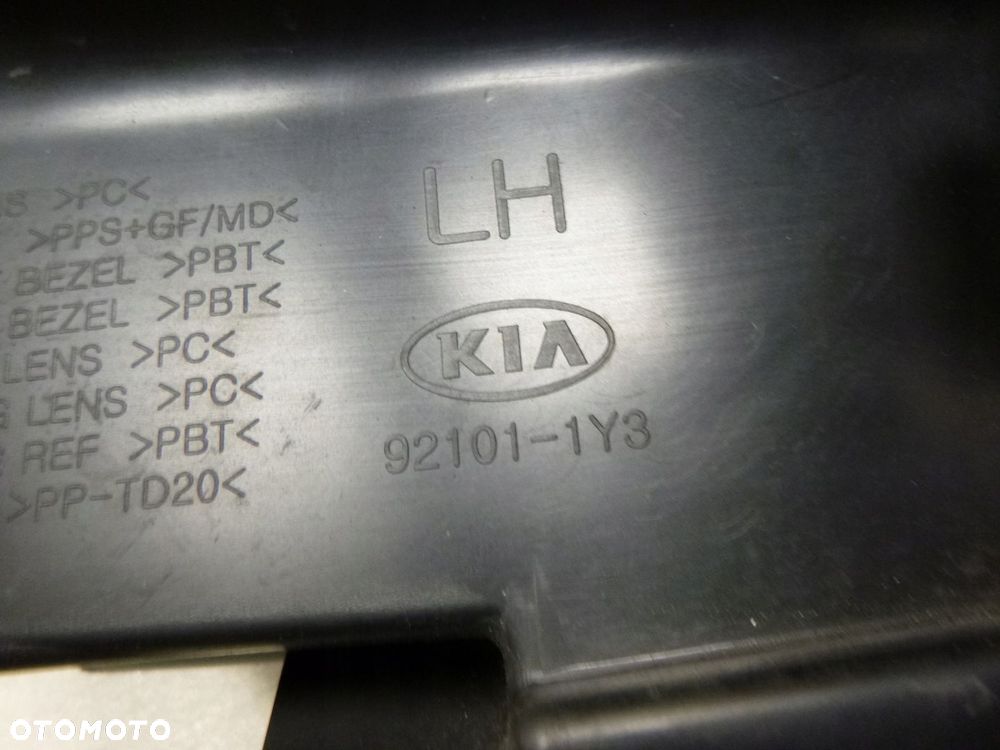 >PC<
>PPS+GF/MD<
BEZEL >PBT<
BEZEL >PBT<
LENS >PC<
LENS >PC<
REF >PBT<
>PP-TD20<
LH
KIA
92101-1Y3
OTOMOTO